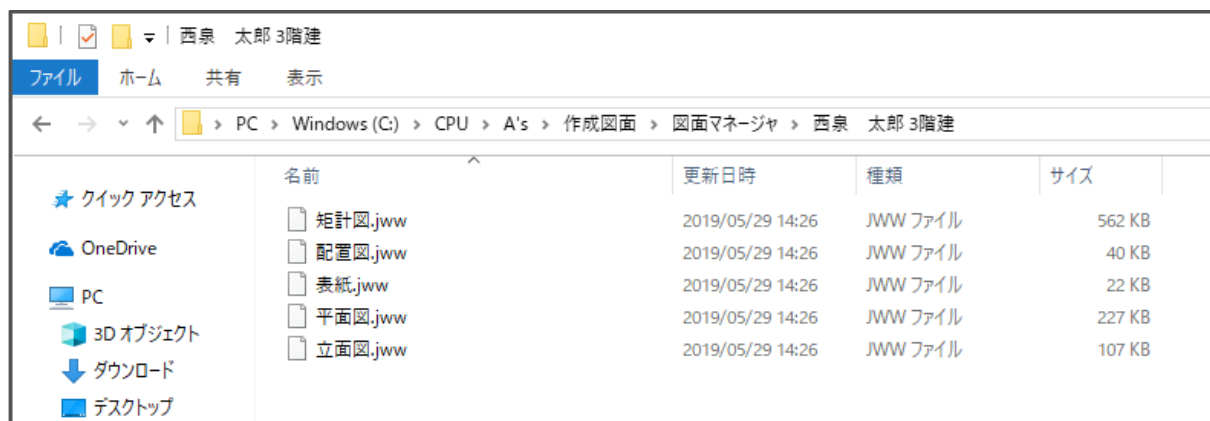 西泉　太郎 3階建
ファイル ホーム 共有 表示
PC › Windows (C:) › CPU › A's › 作成図面 › 図面マネージャ › 西泉　太郎 3階建
名前 更新日時 種類 サイズ
クイック アクセス
OneDrive
PC
3D オブジェクト
ダウンロード
デスクトップ
矩計図.jww 2019/05/29 14:26 JWW ファイル 562 KB
配置図.jww 2019/05/29 14:26 JWW ファイル 40 KB
表紙.jww 2019/05/29 14:26 JWW ファイル 22 KB
平面図.jww 2019/05/29 14:26 JWW ファイル 227 KB
立面図.jww 2019/05/29 14:26 JWW ファイル 107 KB